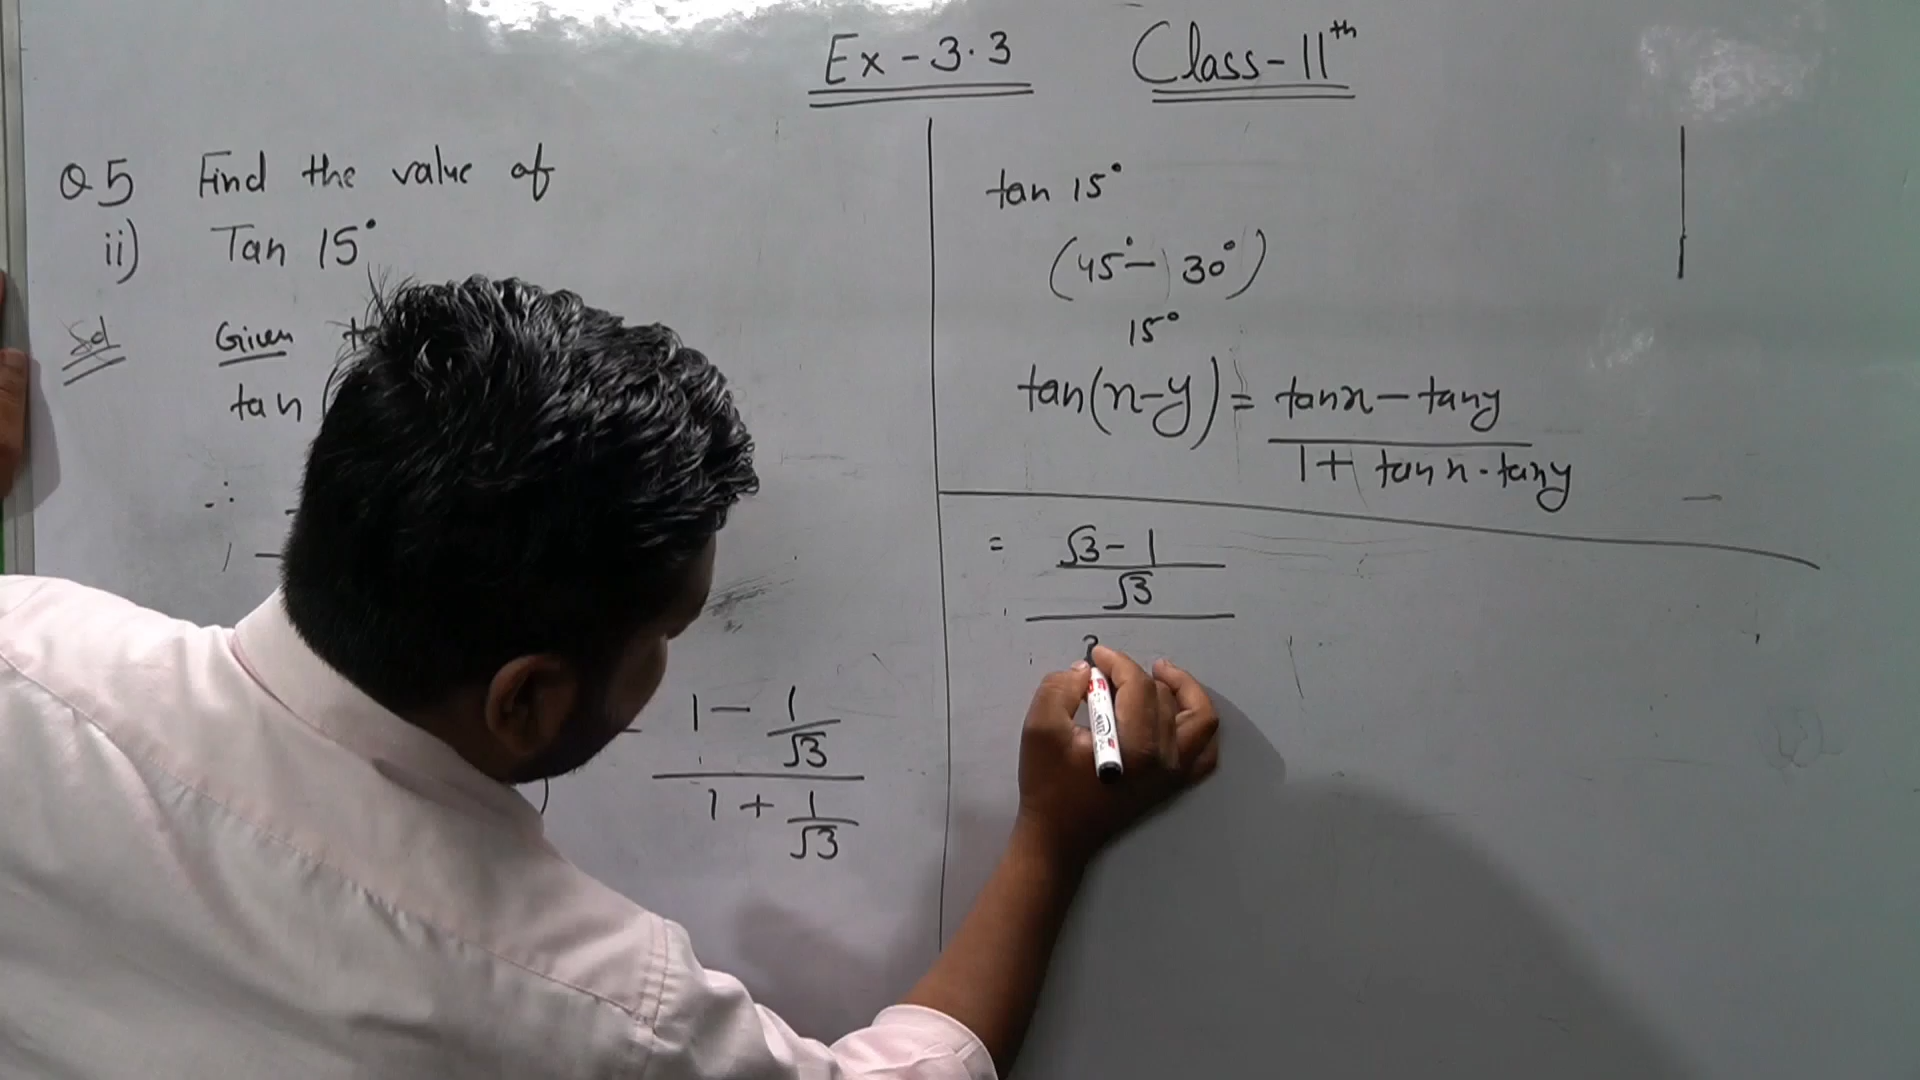 Ex - 3.3 Class - 11th
Q5 Find the value of
ii) Tan 15°
Sol Given
tan (
∴
1 - 1/√3
1 + 1/√3
tan 15°
(45° - 30°)
15°
tan(x-y) = tanx - tany
1 + tan x · tany
= √3 - 1
√3